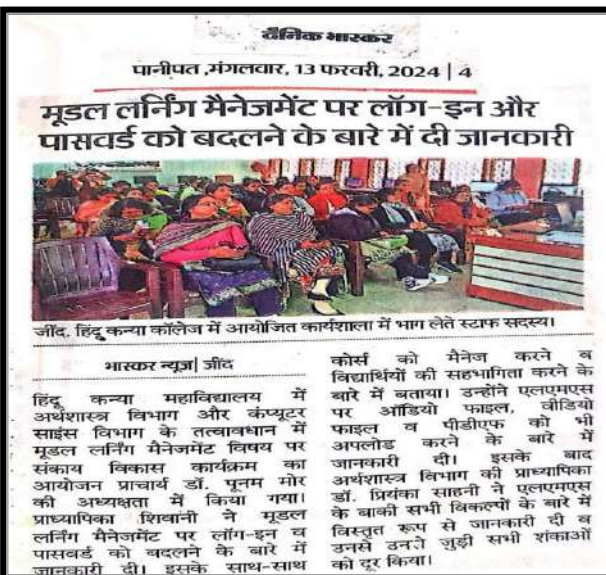 दैनिक भास्कर
पानीपत ,मंगलवार, 13 फरवरी, 2024 | 4
मूडल लर्निंग मैनेजमेंट पर लॉग-इन और
पासवर्ड को बदलने के बारे में दी जानकारी
जींद. हिंदू कन्या कॉलेज में आयोजित कार्यशाला में भाग लेते स्टाफ सदस्य।
भास्कर न्यूज | जींद
हिंदू कन्या महाविद्यालय में
अर्थशास्त्र विभाग और कंप्यूटर
साइंस विभाग के तत्वावधान में
मूडल लर्निंग मैनेजमेंट विषय पर
संकाय विकास कार्यक्रम का
आयोजन प्राचार्य डॉ. पूनम मोर
की अध्यक्षता में किया गया।
प्राध्यापिका शिवानी ने मूडल
लर्निंग मैनेजमेंट पर लॉग-इन व
पासवर्ड को बदलने के बारे में
जानकारी दी। इसके साथ-साथ
कोर्स को मैनेज करने व
विद्यार्थियों की सहभागिता करने के
बारे में बताया। उन्होंने एलएमएस
पर ऑडियो फाइल, वीडियो
फाइल व पीडीएफ को भी
अपलोड करने के बारे में
जानकारी दी। इसके बाद
अर्थशास्त्र विभाग की प्राध्यापिका
डॉ. प्रियंका साहनी ने एलएमएस
के बाकी सभी विकल्पों के बारे में
विस्तृत रूप से जानकारी दी व
उनसे उनसे जुड़ी सभी शंकाओं
को दूर किया।